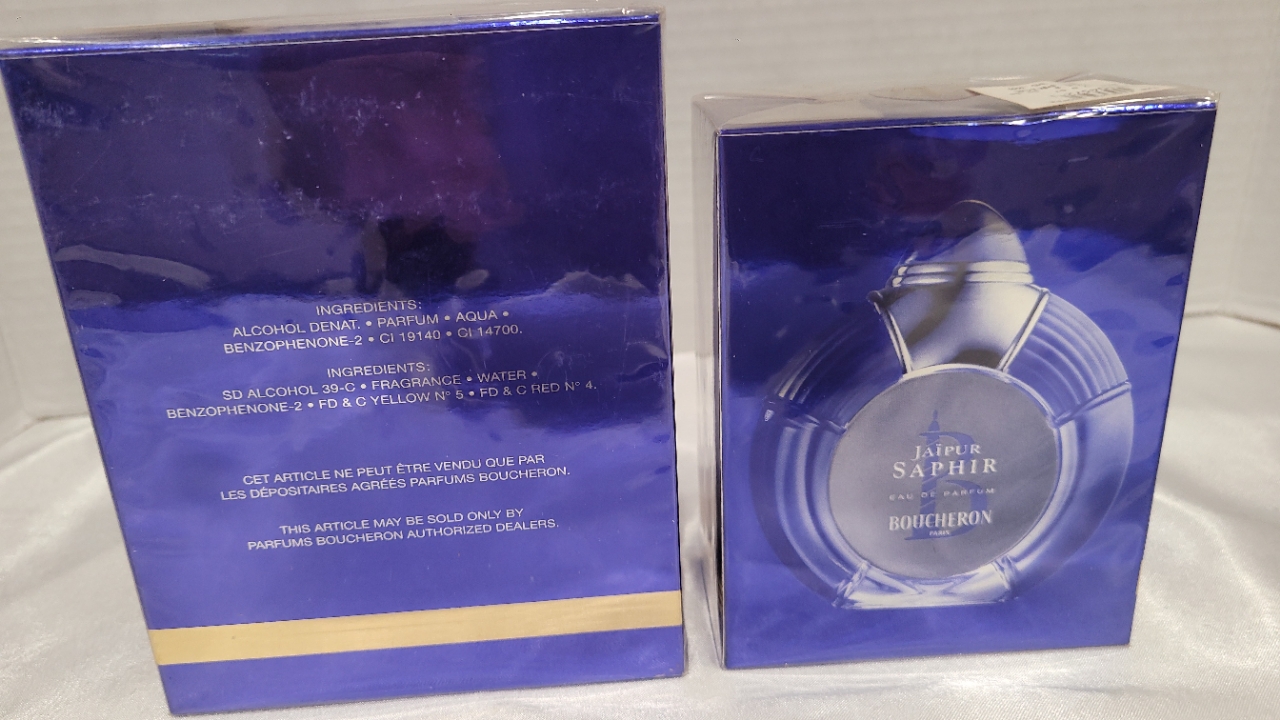 INGREDIENTS:
ALCOHOL DENAT. • PARFUM • AQUA •
BENZOPHENONE-2 • CI 19140 • CI 14700.
INGREDIENTS:
SD ALCOHOL 39-C • FRAGRANCE • WATER •
BENZOPHENONE-2 • FD & C YELLOW N° 5 • FD & C RED N° 4.
CET ARTICLE NE PEUT ÊTRE VENDU QUE PAR
LES DÉPOSITAIRES AGRÉÉS PARFUMS BOUCHERON.
THIS ARTICLE MAY BE SOLD ONLY BY
PARFUMS BOUCHERON AUTHORIZED DEALERS.
B
JAÏPUR
SAPHIR
EAU DE PARFUM
BOUCHERON
PARIS